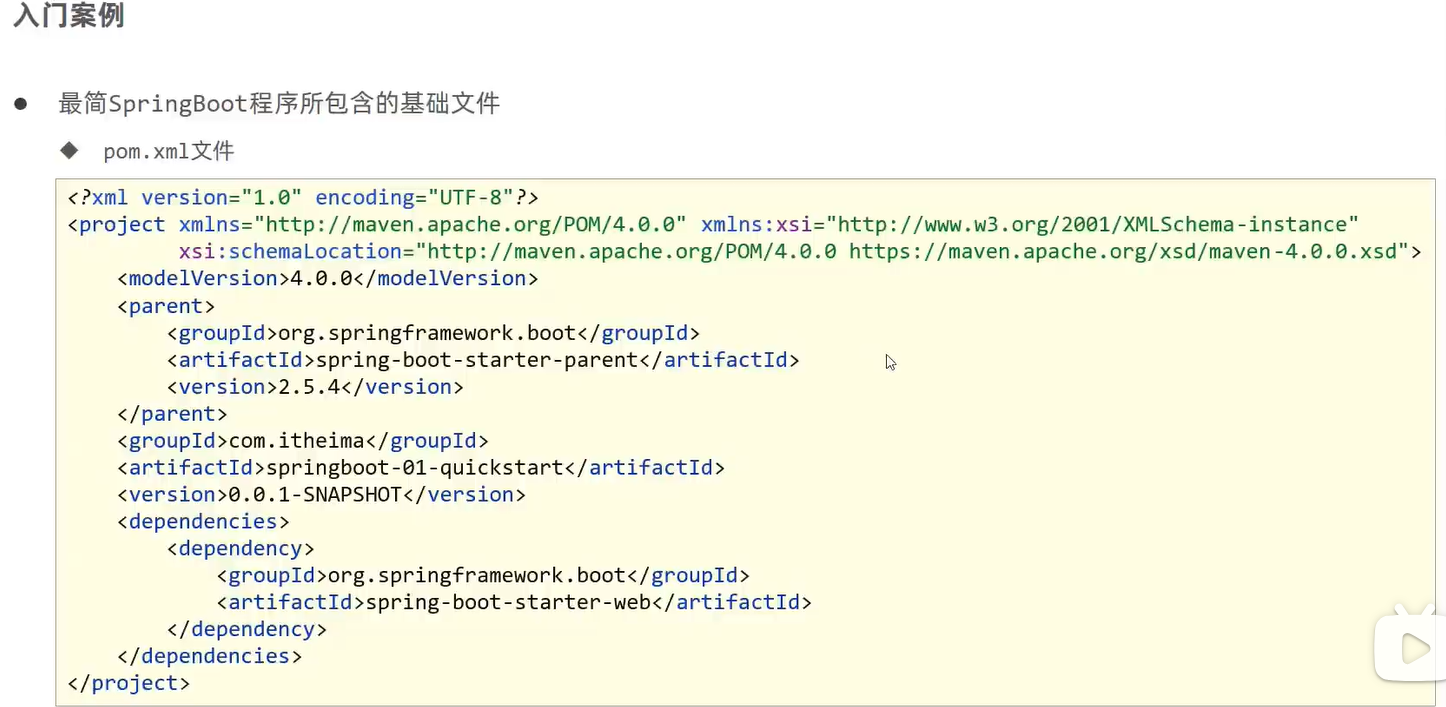 入门案例
● 最简SpringBoot程序所包含的基础文件
◆ pom.xml文件
<?xml version="1.0" encoding="UTF-8"?>
<project xmlns="http://maven.apache.org/POM/4.0.0" xmlns:xsi="http://www.w3.org/2001/XMLSchema-instance"
         xsi:schemaLocation="http://maven.apache.org/POM/4.0.0 https://maven.apache.org/xsd/maven-4.0.0.xsd">
    <modelVersion>4.0.0</modelVersion>
    <parent>
        <groupId>org.springframework.boot</groupId>
        <artifactId>spring-boot-starter-parent</artifactId>
        <version>2.5.4</version>
    </parent>
    <groupId>com.itheima</groupId>
    <artifactId>springboot-01-quickstart</artifactId>
    <version>0.0.1-SNAPSHOT</version>
    <dependencies>
        <dependency>
            <groupId>org.springframework.boot</groupId>
            <artifactId>spring-boot-starter-web</artifactId>
        </dependency>
    </dependencies>
</project>